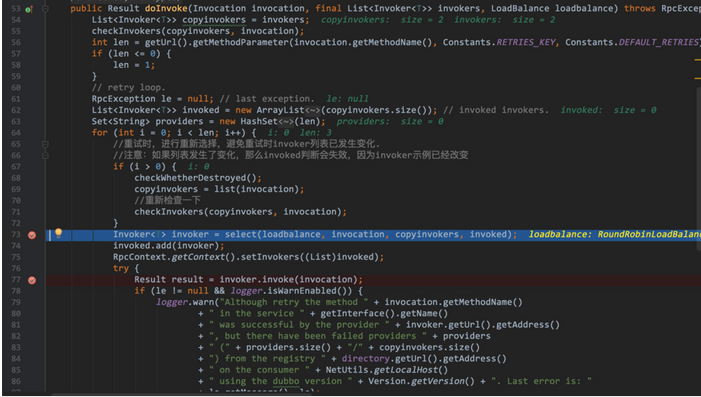 53 public Result doInvoke(Invocation invocation, final List<Invoker<T>> invokers, LoadBalance loadbalance) throws RpcExcep
54 List<Invoker<T>> copyinvokers = invokers; copyinvokers: size = 2 invokers: size = 2
55 checkInvokers(copyinvokers, invocation);
56 int len = getUrl().getMethodParameter(invocation.getMethodName(), Constants.RETRIES_KEY, Constants.DEFAULT_RETRIES)
57 if (len <= 0) {
58 len = 1;
59 }
60 // retry loop.
61 RpcException le = null; // last exception. le: null
62 List<Invoker<T>> invoked = new ArrayList<~>(copyinvokers.size()); // invoked invokers. invoked: size = 0
63 Set<String> providers = new HashSet<~>(len); providers: size = 0
64 for (int i = 0; i < len; i++) { i: 0 len: 3
65 //重试时，进行重新选择，避免重试时invoker列表已发生变化.
66 //注意：如果列表发生了变化，那么invoked判断会失效，因为invoker示例已经改变
67 if (i > 0) { i: 0
68 checkWhetherDestroyed();
69 copyinvokers = list(invocation);
70 //重新检查一下
71 checkInvokers(copyinvokers, invocation);
72 }
73 Invoker<T> invoker = select(loadbalance, invocation, copyinvokers, invoked); loadbalance: RoundRobinLoadBalanc
74 invoked.add(invoker);
75 RpcContext.getContext().setInvokers((List)invoked);
76 try {
77 Result result = invoker.invoke(invocation);
78 if (le != null && logger.isWarnEnabled()) {
79 logger.warn("Although retry the method " + invocation.getMethodName()
80 + " in the service " + getInterface().getName()
81 + " was successful by the provider " + invoker.getUrl().getAddress()
82 + ", but there have been failed providers " + providers
83 + " (" + providers.size() + "/" + copyinvokers.size()
84 + ") from the registry " + directory.getUrl().getAddress()
85 + " on the consumer " + NetUtils.getLocalHost()
86 + " using the dubbo version " + Version.getVersion() + ". Last error is: "